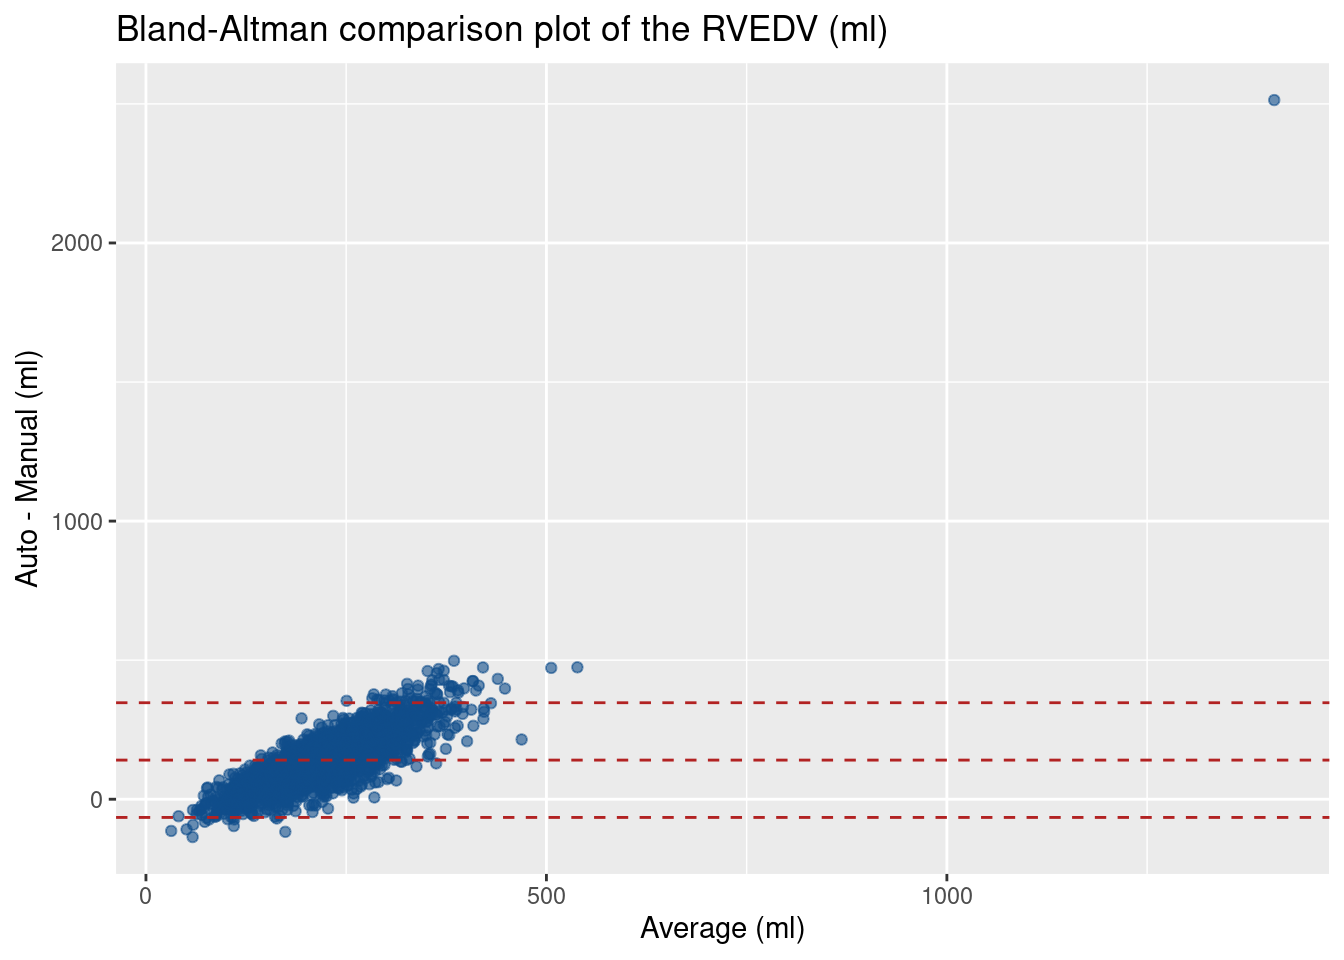 Bland-Altman comparison plot of the RVEDV (ml)
Auto - Manual (ml)
2000
1000
0
0 500 1000
Average (ml)